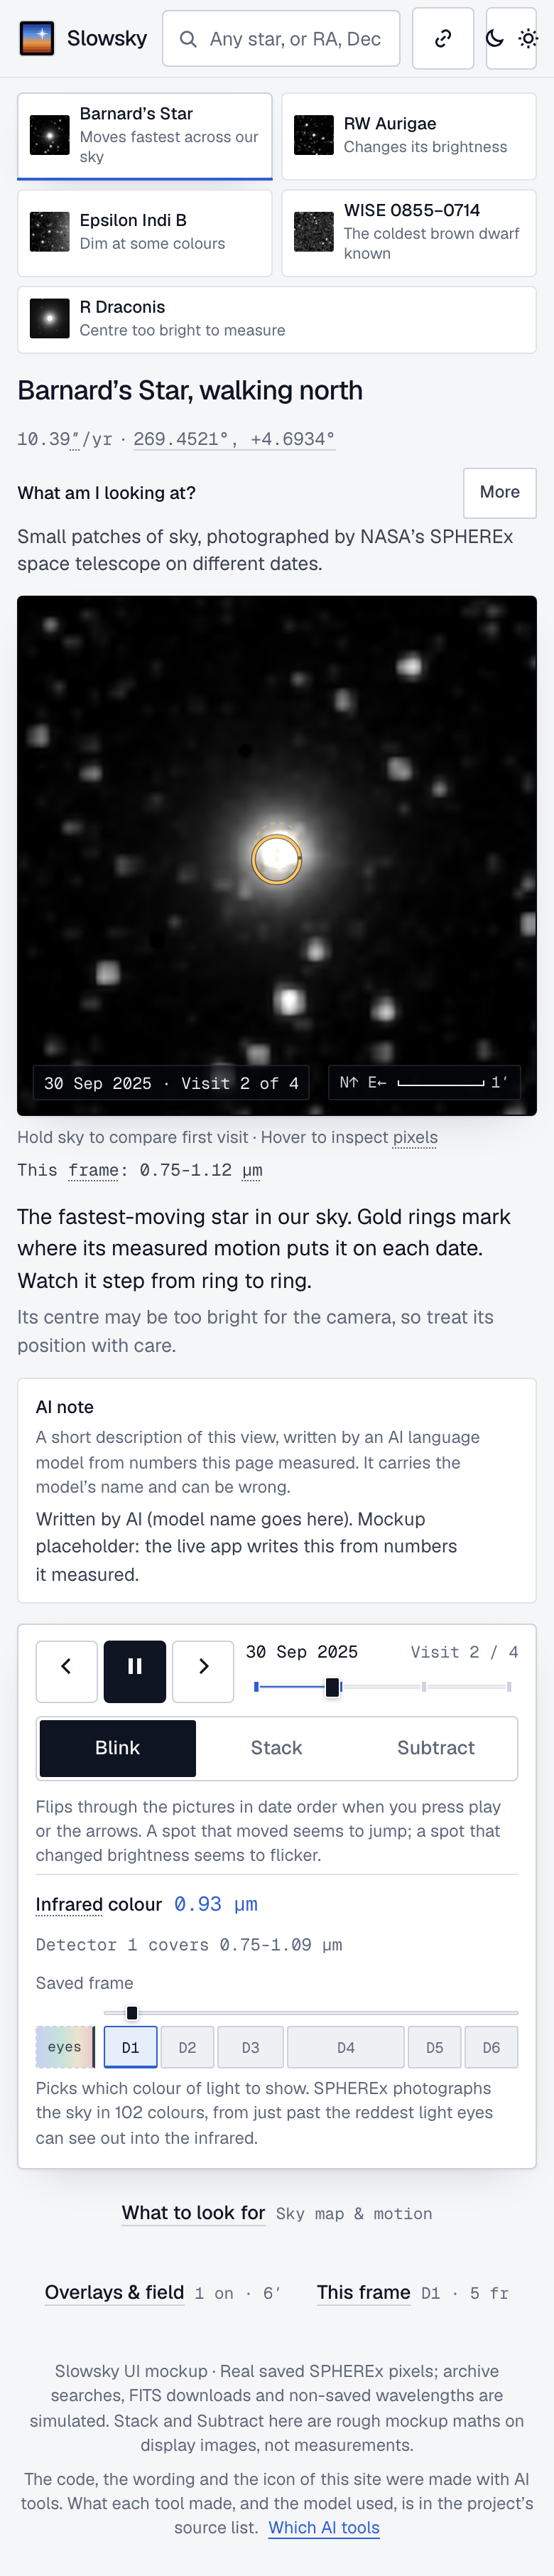 Slowsky
Any star, or RA, Dec
Barnard’s Star
Moves fastest across our
sky
RW Aurigae
Changes its brightness
Epsilon Indi B
Dim at some colours
WISE 0855–0714
The coldest brown dwarf
known
R Draconis
Centre too bright to measure
Barnard’s Star, walking north
10.39″/yr · 269.4521°, +4.6934°
What am I looking at?
More
Small patches of sky, photographed by NASA’s SPHEREx
space telescope on different dates.
30 Sep 2025 · Visit 2 of 4
N↑ E← 1′
Hold sky to compare first visit · Hover to inspect pixels
This frame: 0.75–1.12 µm
The fastest-moving star in our sky. Gold rings mark
where its measured motion puts it on each date.
Watch it step from ring to ring.
Its centre may be too bright for the camera, so treat its
position with care.
AI note
A short description of this view, written by an AI language
model from numbers this page measured. It carries the
model’s name and can be wrong.
Written by AI (model name goes here). Mockup
placeholder: the live app writes this from numbers
it measured.
30 Sep 2025
Visit 2 / 4
Blink
Stack
Subtract
Flips through the pictures in date order when you press play
or the arrows. A spot that moved seems to jump; a spot that
changed brightness seems to flicker.
Infrared colour 0.93 µm
Detector 1 covers 0.75–1.09 µm
Saved frame
eyes
D1
D2
D3
D4
D5
D6
Picks which colour of light to show. SPHEREx photographs
the sky in 102 colours, from just past the reddest light eyes
can see out into the infrared.
What to look for Sky map & motion
Overlays & field 1 on · 6′
This frame D1 · 5 fr
Slowsky UI mockup · Real saved SPHEREx pixels; archive
searches, FITS downloads and non-saved wavelengths are
simulated. Stack and Subtract here are rough mockup maths on
display images, not measurements.
The code, the wording and the icon of this site were made with AI
tools. What each tool made, and the model used, is in the project’s
source list. Which AI tools